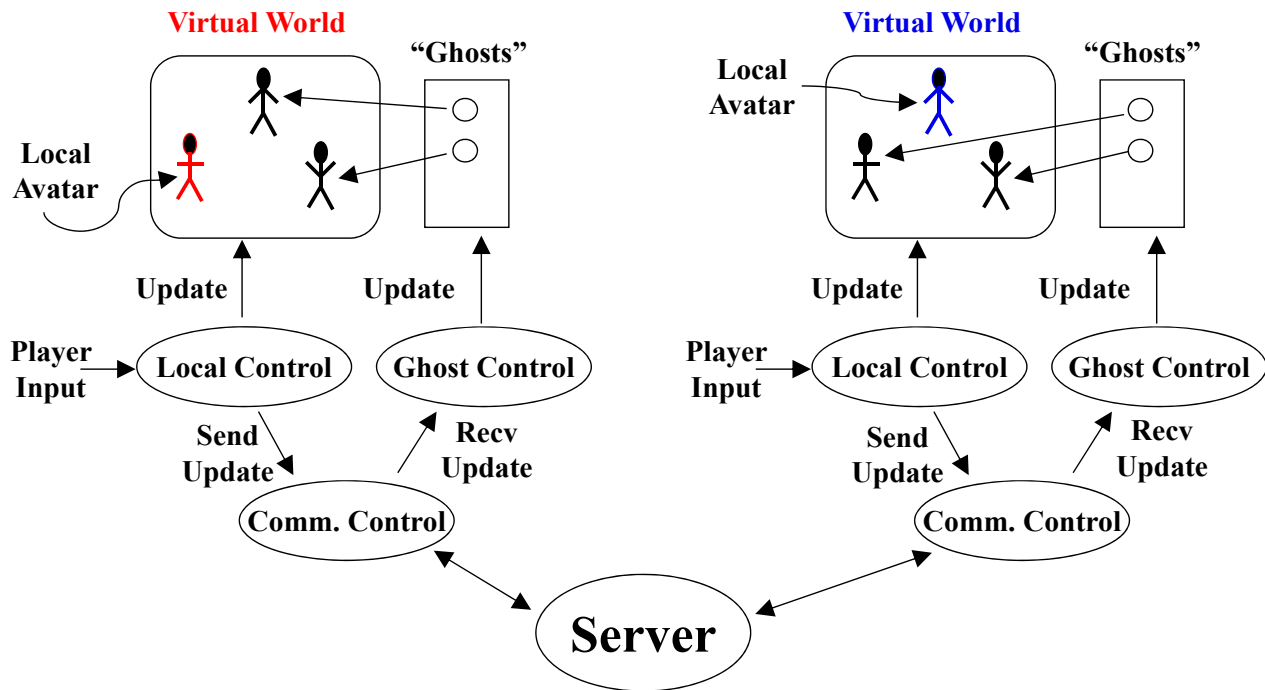 Virtual World
“Ghosts”
Local
Avatar
Update
Update
Player
Input
Local Control
Ghost Control
Send
Update
Recv
Update
Comm. Control
Virtual World
“Ghosts”
Local
Avatar
Update
Update
Player
Input
Local Control
Ghost Control
Send
Update
Recv
Update
Comm. Control
Server